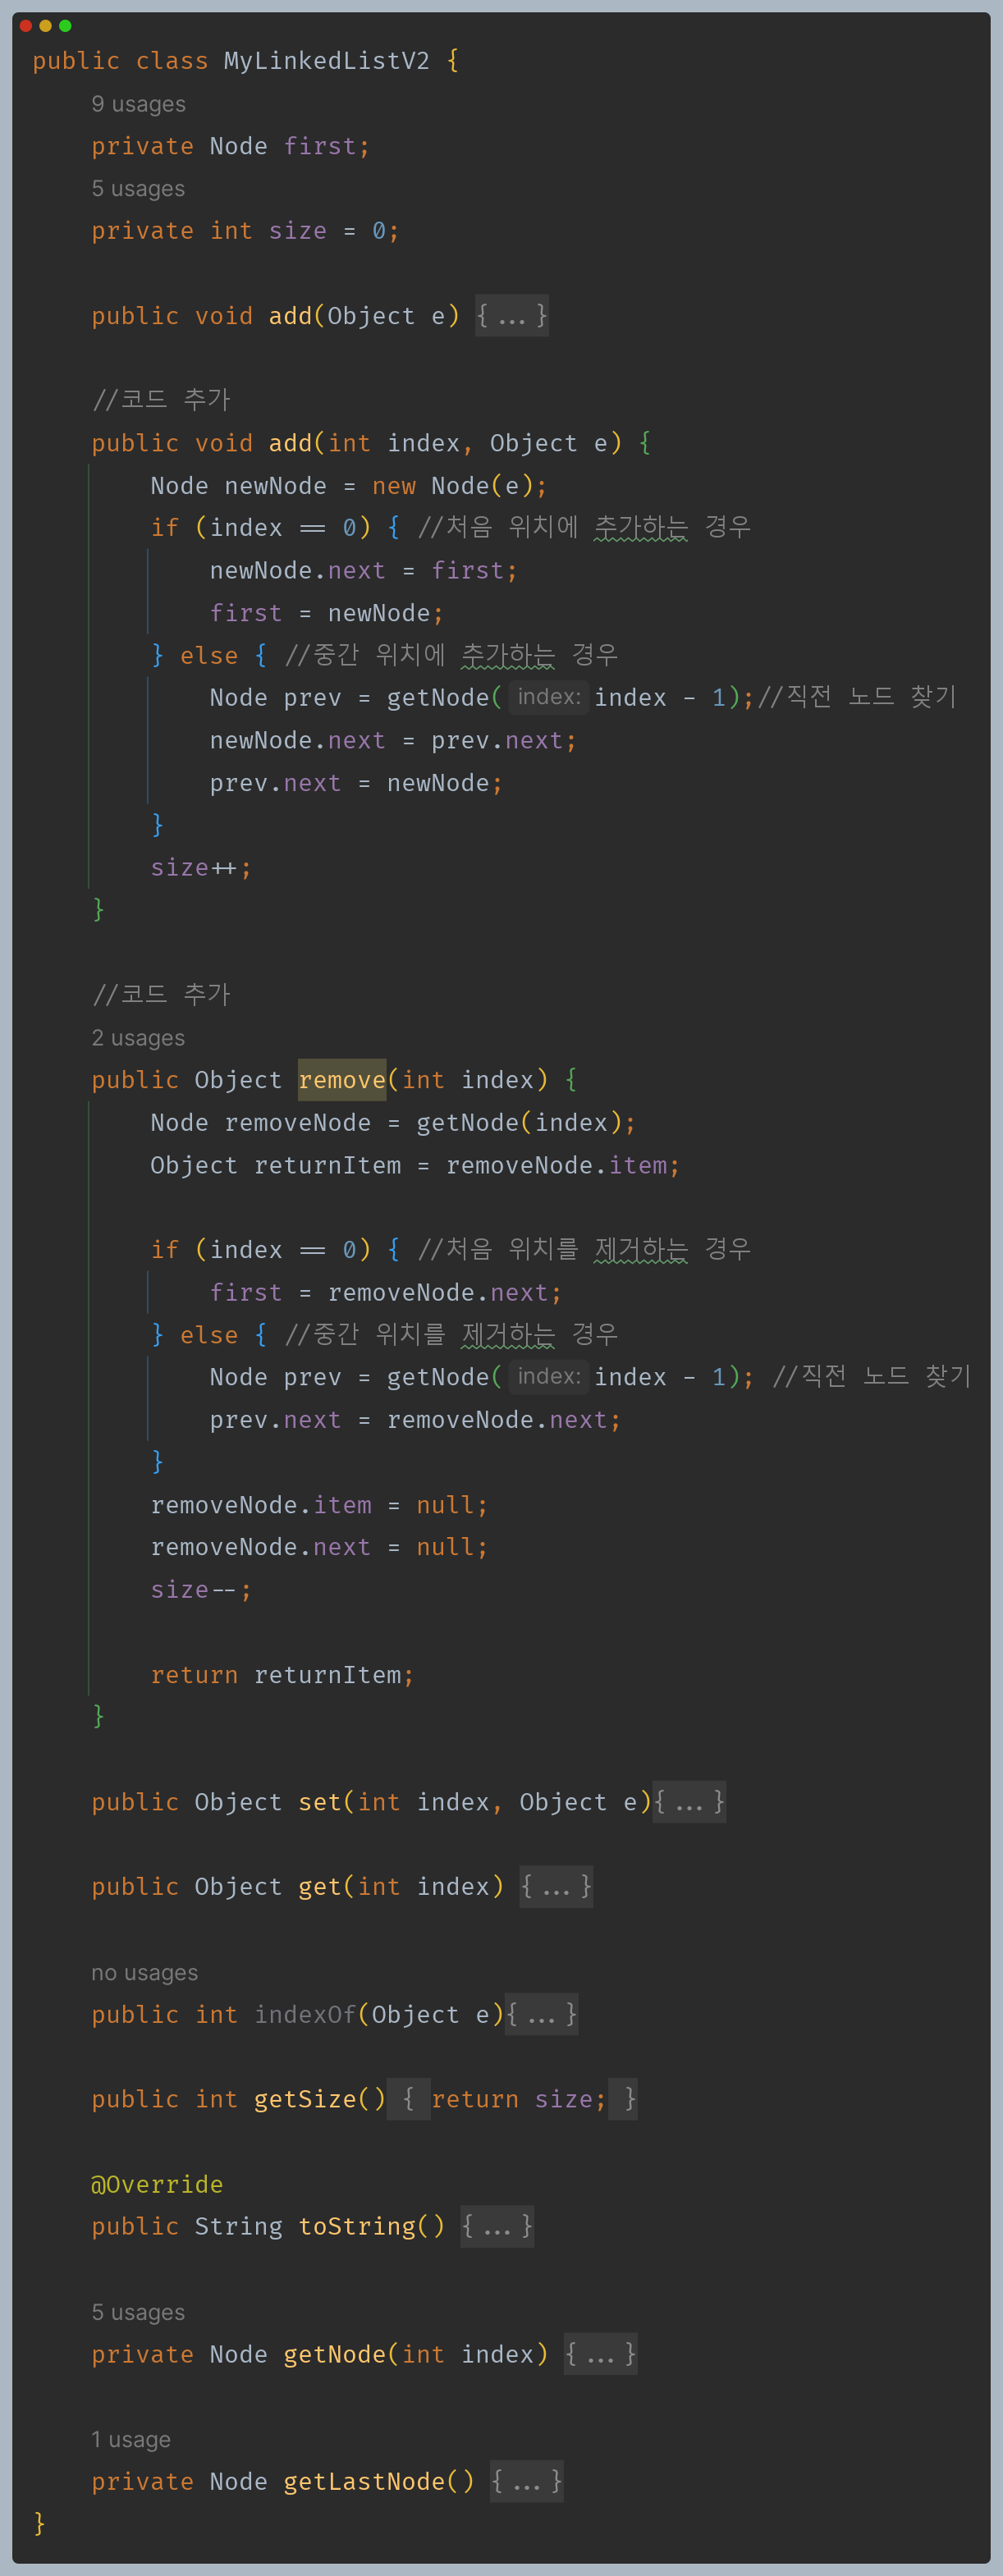 public class MyLinkedListV2 {
9 usages
private Node first;
5 usages
private int size = 0;
public void add(Object e) {...}
//코드 추가
public void add(int index, Object e) {
Node newNode = new Node(e);
if (index == 0) { //처음 위치에 추가하는 경우
newNode.next = first;
first = newNode;
} else { //중간 위치에 추가하는 경우
Node prev = getNode( index: index - 1);//직전 노드 찾기
newNode.next = prev.next;
prev.next = newNode;
}
size++;
}
//코드 추가
2 usages
public Object remove(int index) {
Node removeNode = getNode(index);
Object returnItem = removeNode.item;
if (index == 0) { //처음 위치를 제거하는 경우
first = removeNode.next;
} else { //중간 위치를 제거하는 경우
Node prev = getNode( index: index - 1); //직전 노드 찾기
prev.next = removeNode.next;
}
removeNode.item = null;
removeNode.next = null;
size--;
return returnItem;
}
public Object set(int index, Object e){...}
public Object get(int index) {...}
no usages
public int indexOf(Object e){...}
public int getSize() { return size; }
@Override
public String toString() {...}
5 usages
private Node getNode(int index) {...}
1 usage
private Node getLastNode() {...}
}